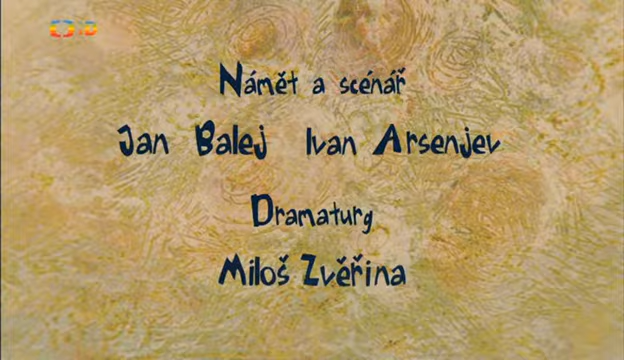 :D
Námět a scénář
Jan Balej Ivan Arsenjev
Dramaturg
Miloš Zvěřina